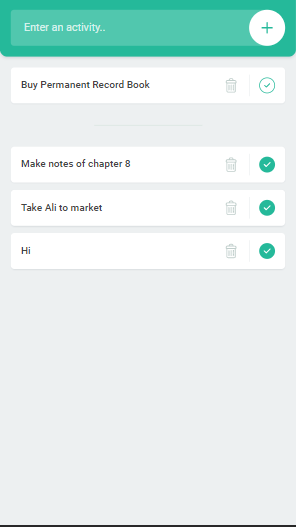 Enter an activity..
Buy Permanent Record Book
Make notes of chapter 8
Take Ali to market
Hi